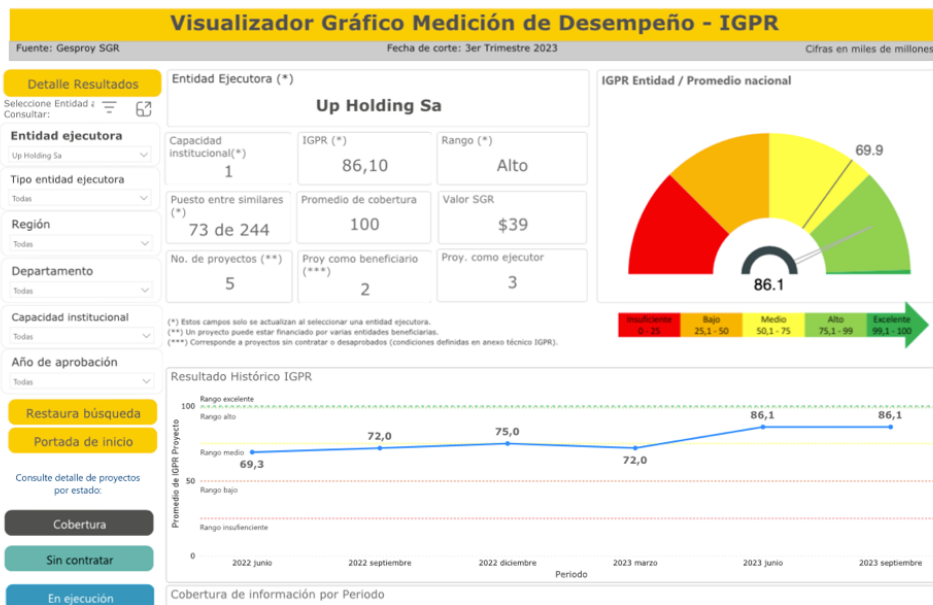 Visualizador Gráfico Medición de Desempeño - IGPR
Fuente: Gesproy SGR
Fecha de corte: 3er Trimestre 2023
Cifras en miles de millones
Detalle Resultados
Seleccione Entidad a
Consultar:
Entidad ejecutora
Up Holding Sa
Tipo entidad ejecutora
Todas
Región
Todas
Departamento
Todas
Capacidad institucional
Todas
Año de aprobación
Todas
Restaura búsqueda
Portada de inicio
Consulte detalle de proyectos
por estado:
Cobertura
Sin contratar
En ejecución
Entidad Ejecutora (*)
Up Holding Sa
Capacidad
institucional(*)
1
IGPR (*)
86,10
Rango (*)
Alto
Puesto entre similares
(*)
73 de 244
Promedio de cobertura
100
Valor SGR
$39
No. de proyectos (**)
5
Proy como beneficiario
(***)
2
Proy. como ejecutor
3
(*) Estos campos solo se actualizan al seleccionar una entidad ejecutora.
(**) Un proyecto puede estar financiado por varias entidades beneficiarias.
(***) Corresponde a proyectos sin contratar o desaprobados (condiciones definidas en anexo técnico IGPR).
IGPR Entidad / Promedio nacional
69.9
86.1
Insuficiente
0 - 25
Bajo
25,1 - 50
Medio
50,1 - 75
Alto
75,1 - 99
Excelente
99,1 - 100
Resultado Histórico IGPR
Promedio de IGPR Proyecto
100
50
0
Rango excelente
Rango alto
Rango medio
Rango bajo
Rango insufienciente
69,3
72,0
75,0
72,0
86,1
86,1
2022 junio
2022 septiembre
2022 diciembre
2023 marzo
2023 junio
2023 septiembre
Periodo
Cobertura de información por Periodo